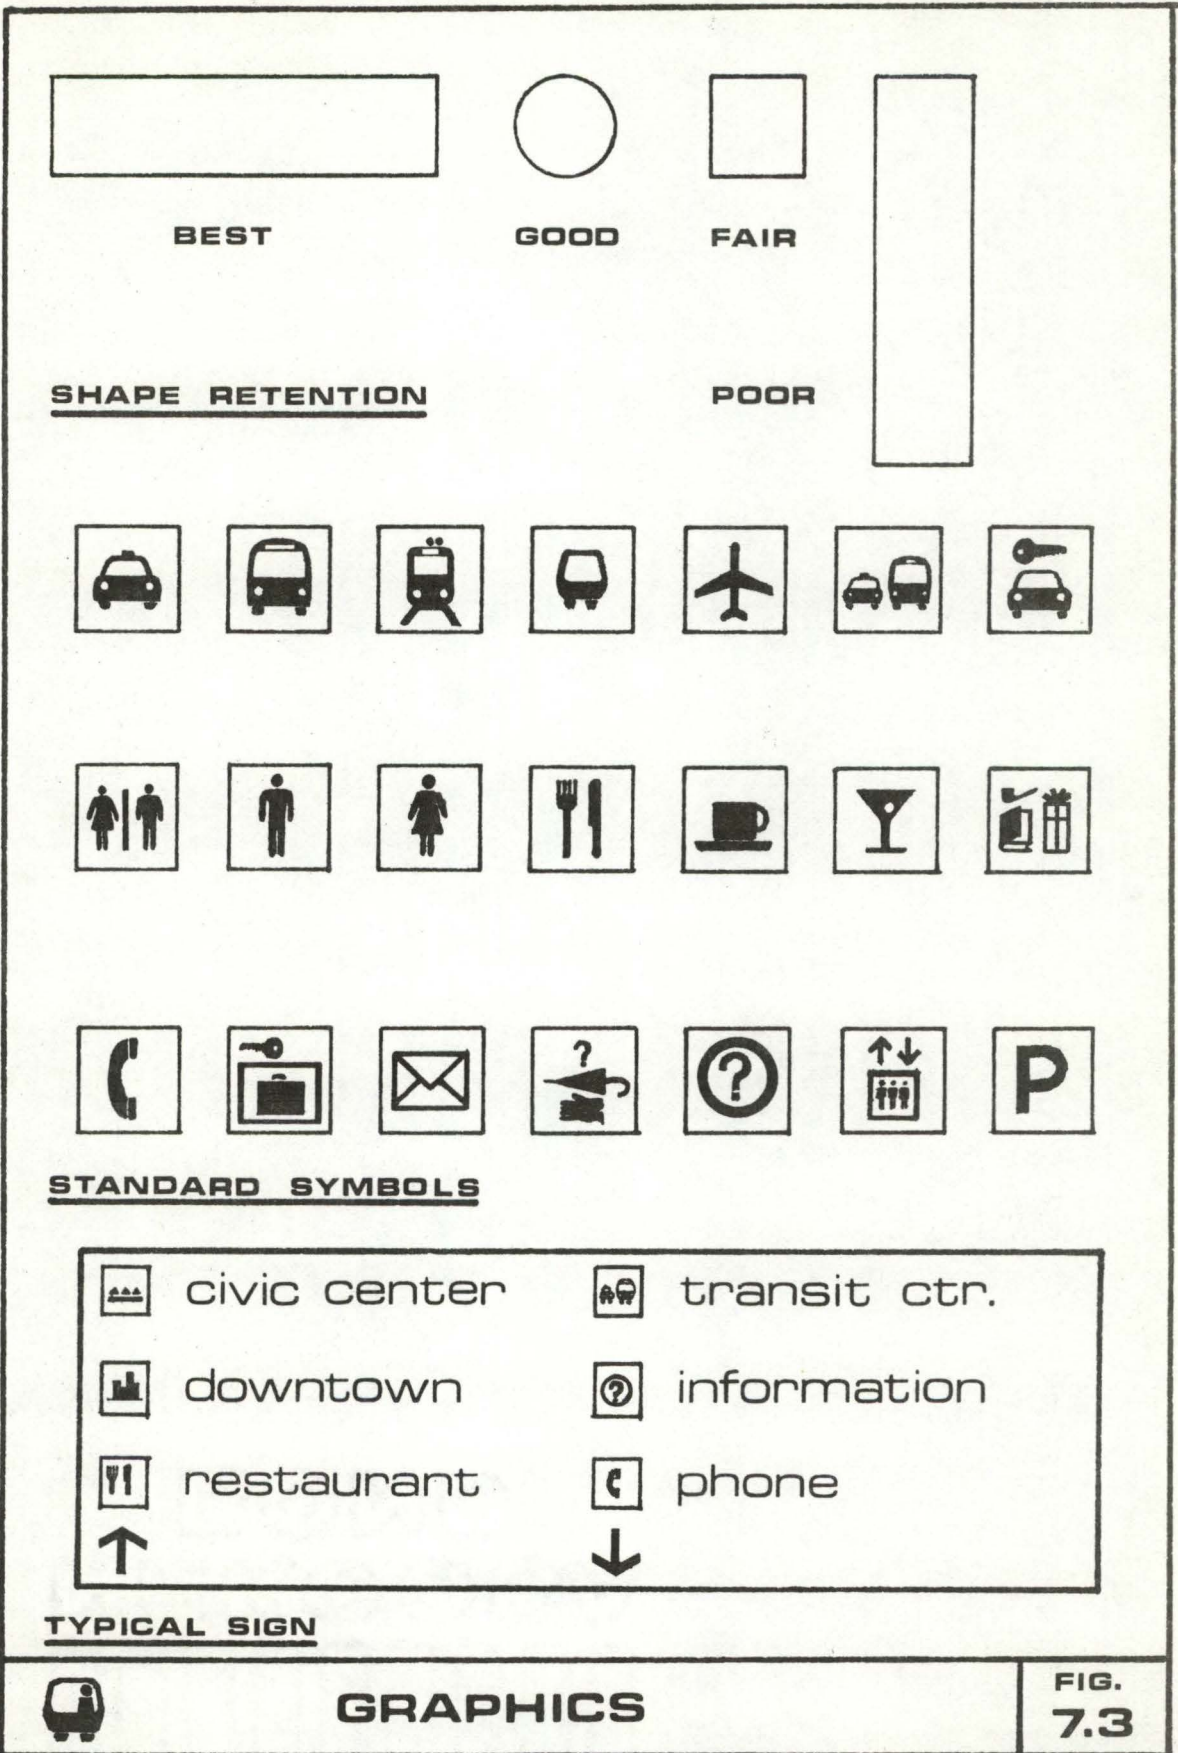 BEST GOOD FAIR
SHAPE RETENTION POOR
?
?
P
STANDARD SYMBOLS
civic center transit ctr.
downtown ? information
restaurant phone
TYPICAL SIGN
GRAPHICS
FIG.
7.3